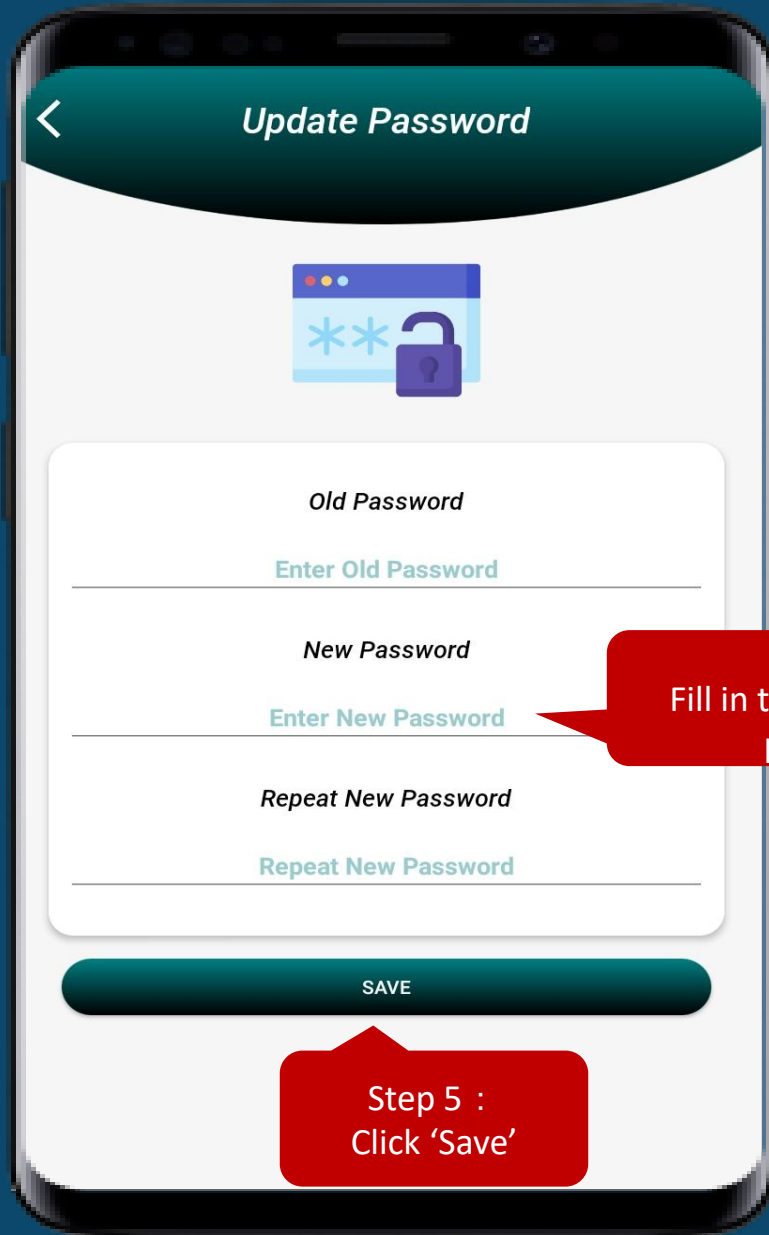 Update Password
**
Old Password
Enter Old Password
New Password
Enter New Password
Fill in
Repeat New Password
Repeat New Password
SAVE
Step 5 :
Click ‘Save’